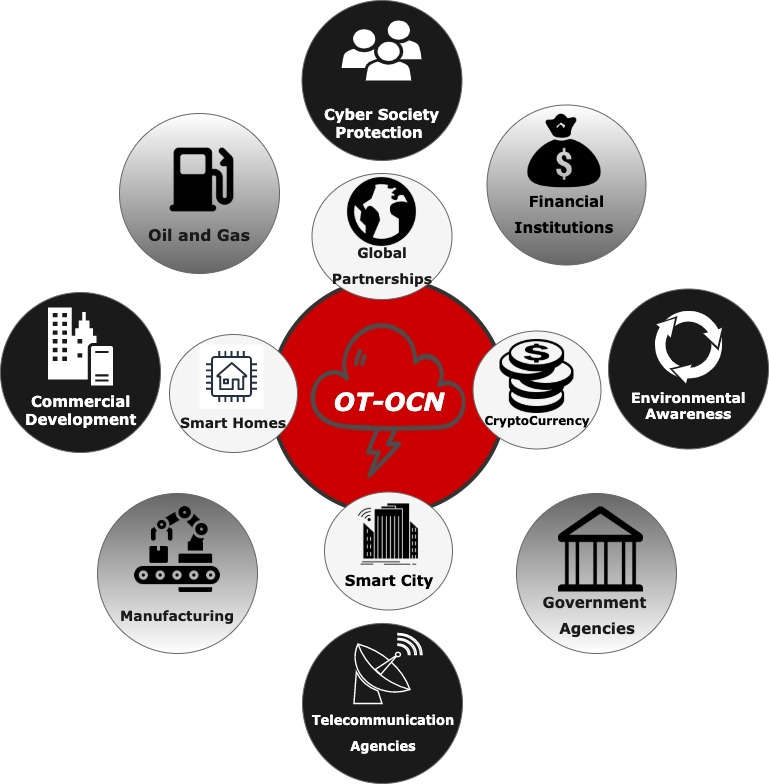 Cyber Society
Protection
Oil and Gas
Financial
Institutions
Global
Partnerships
Commercial
Development
Smart Homes
OT-OCN
$
CryptoCurrency
Environmental
Awareness
Smart City
Manufacturing
Government
Agencies
Telecommunication
Agencies
$